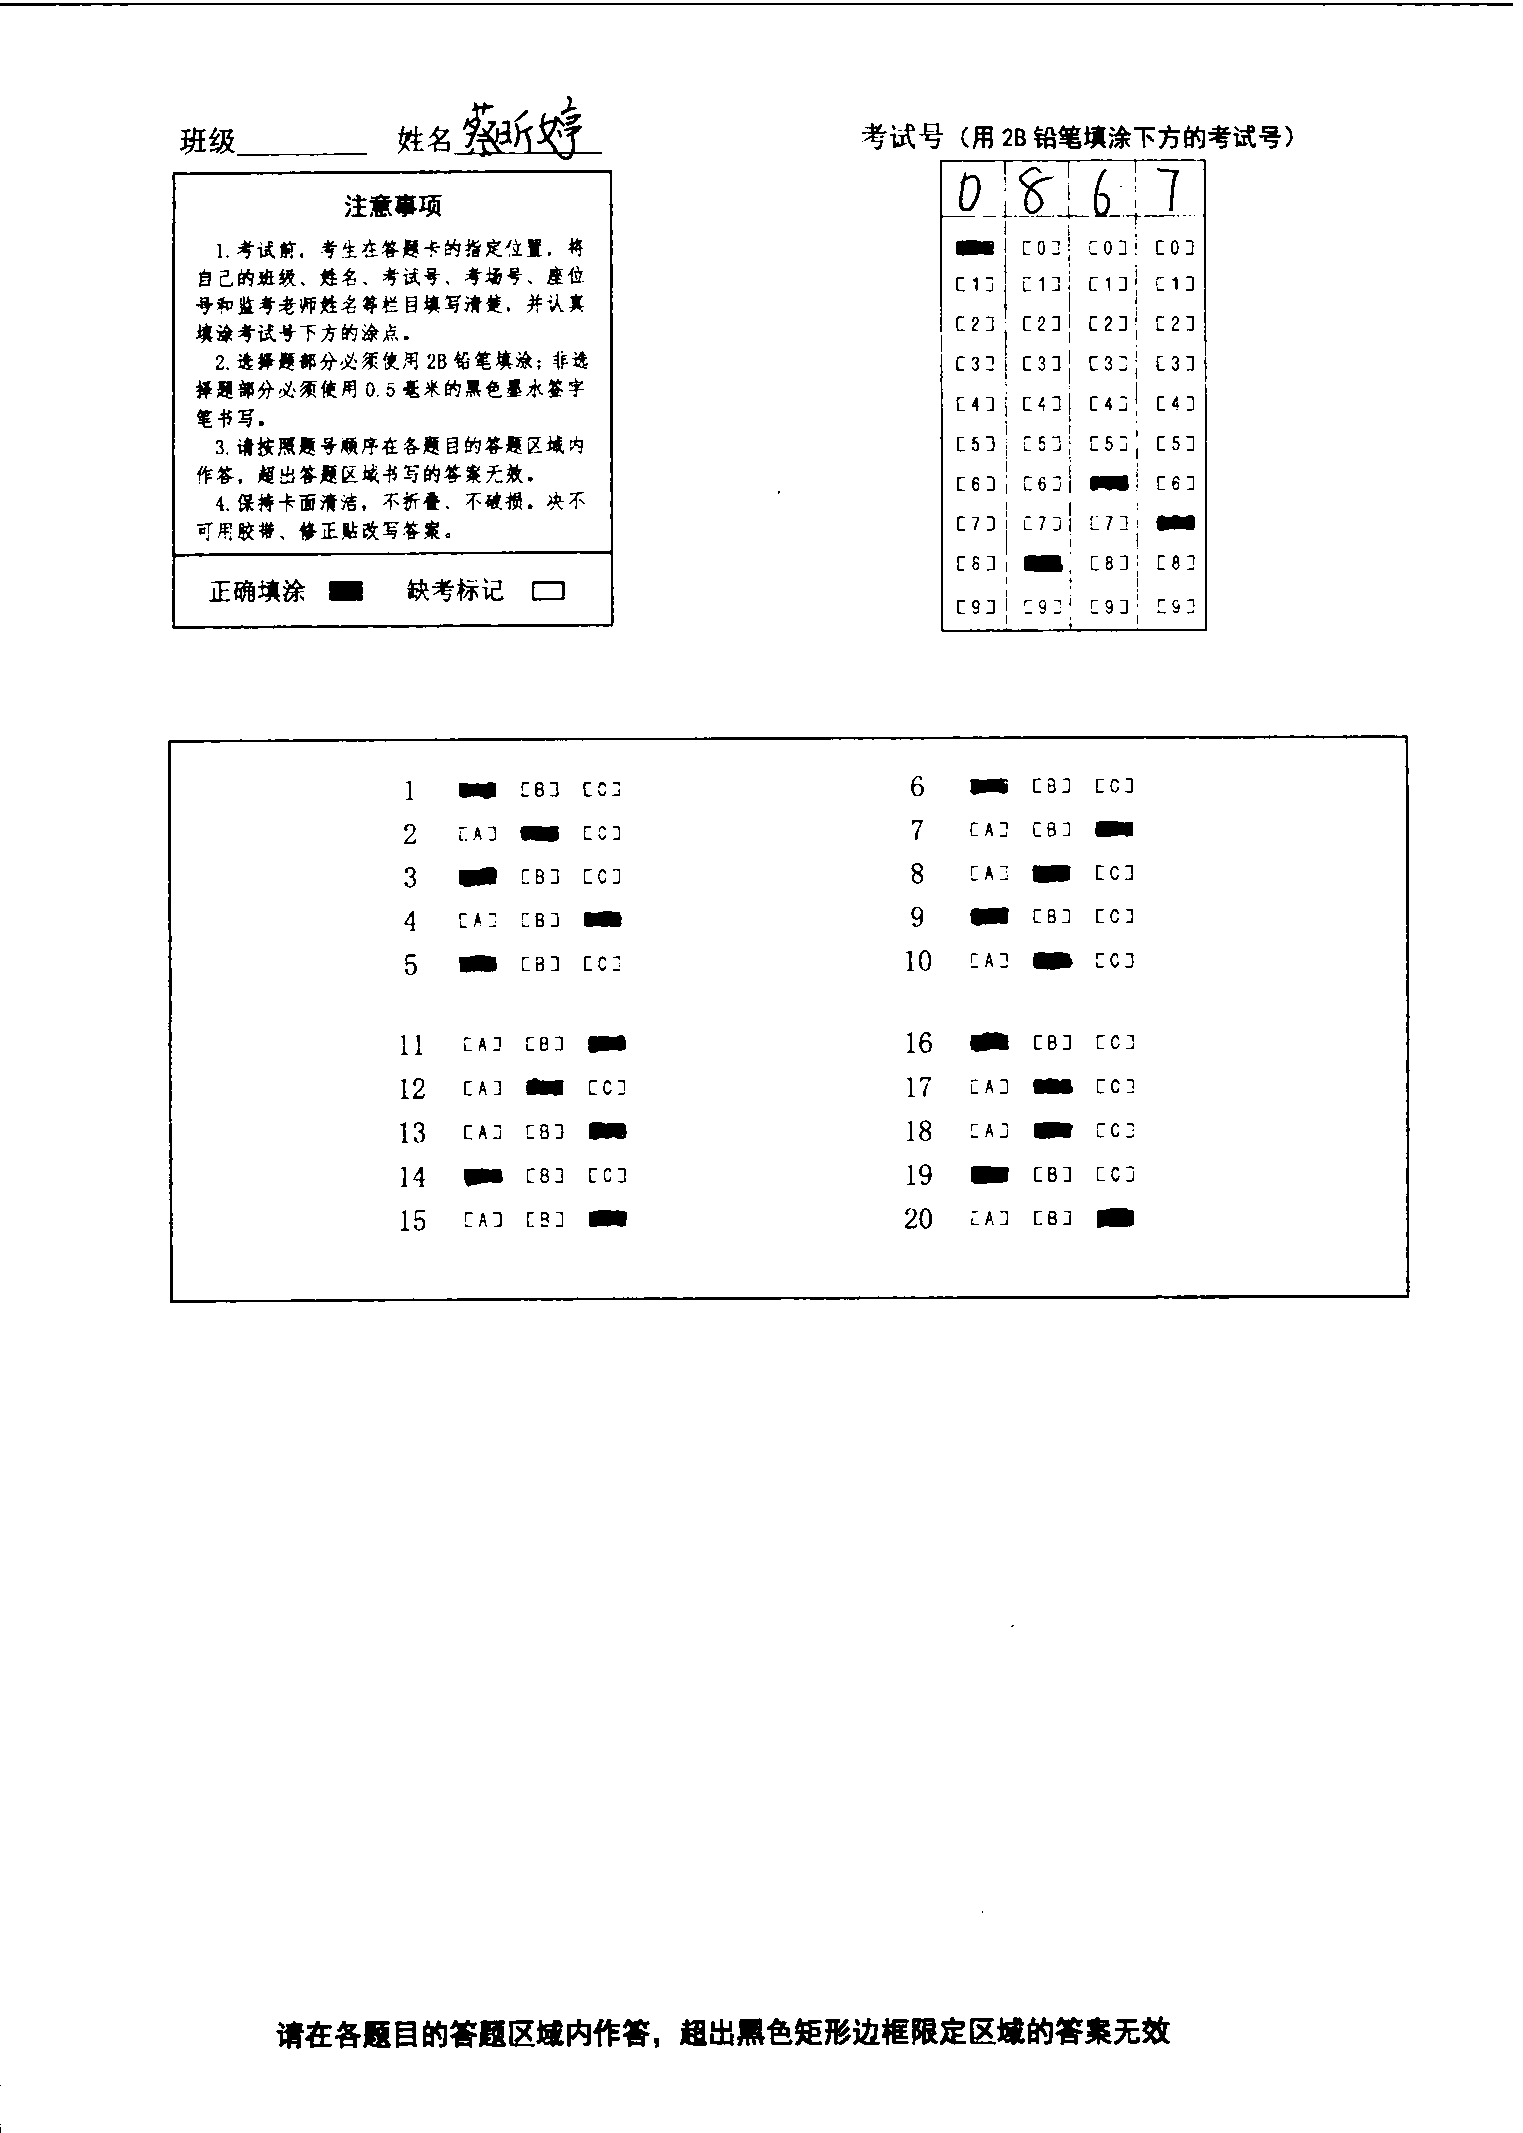 班级 姓名 蔡昕婷
考试号（用 2B 铅笔填涂下方的考试号）
注意事项
1.考试前，考生在答题卡的指定位置，将
自己的班级、姓名、考试号、考场号、座位
号和监考老师姓名等栏目填写清楚，并认真
填涂考试号下方的涂点。
2.选择题部分必须使用2B铅笔填涂；非选
择题部分必须使用0.5毫米的黑色墨水签字
笔书写。
3.请按照题号顺序在各题目的答题区域内
作答，超出答题区域书写的答案无效。
4.保持卡面清洁，不折叠、不破损。决不
可用胶带、修正贴改写答案。
正确填涂 缺考标记
0 8 6 7
[0] [0] [0]
[1] [1] [1] [1]
[2] [2] [2] [2]
[3] [3] [3] [3]
[4] [4] [4] [4]
[5] [5] [5] [5]
[6] [6] [6]
[7] [7] [7]
[8] [8] [8]
[9] [9] [9] [9]
1 [B] [C]
2 [A] [C]
3 [B] [C]
4 [A] [B]
5 [B] [C]
6 [B] [C]
7 [A] [B]
8 [A] [C]
9 [B] [C]
10 [A] [C]
11 [A] [B]
12 [A] [C]
13 [A] [B]
14 [B] [C]
15 [A] [B]
16 [B] [C]
17 [A] [C]
18 [A] [C]
19 [B] [C]
20 [A] [B]
请在各题目的答题区域内作答，超出黑色矩形边框限定区域的答案无效